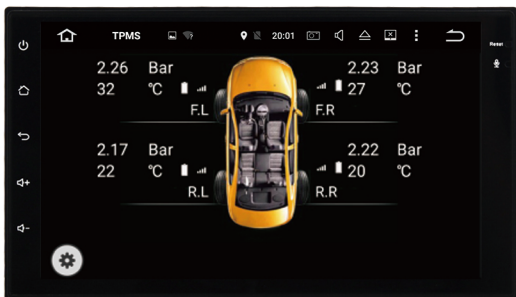 TPMS 20:01
Reset
2.26 Bar
32 ℃
F.L
2.23 Bar
27 ℃
F.R
2.17 Bar
22 ℃
R.L
2.22 Bar
20 ℃
R.R